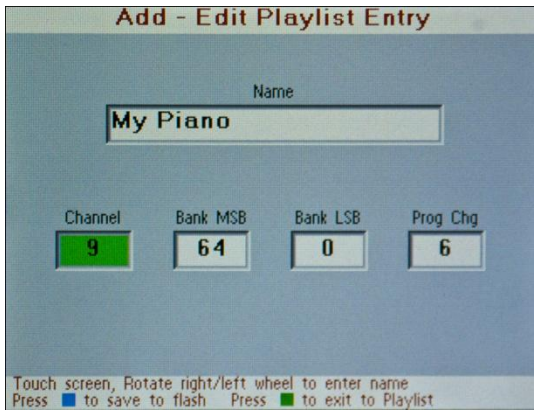 Add - Edit Playlist Entry
Name
My Piano
Channel Bank MSB Bank LSB Prog Chg
9 64 0 6
Touch screen, Rotate right/left wheel to enter name
Press to save to flash Press to exit to Playlist